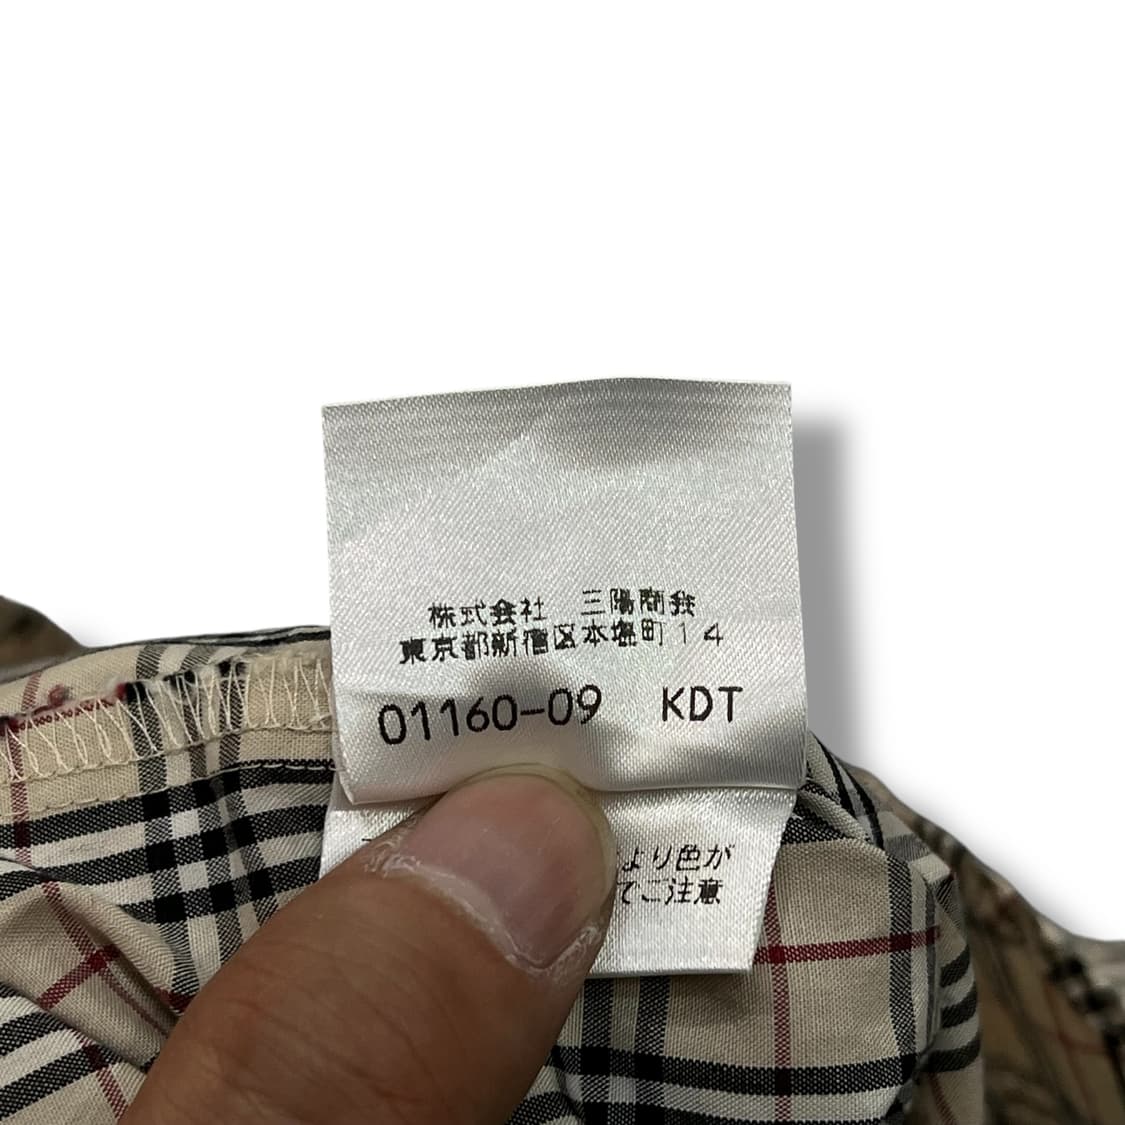 株式会社 三陽商会
東京都新宿区本塩町14
01160-09 KDT
より色が
てご注意